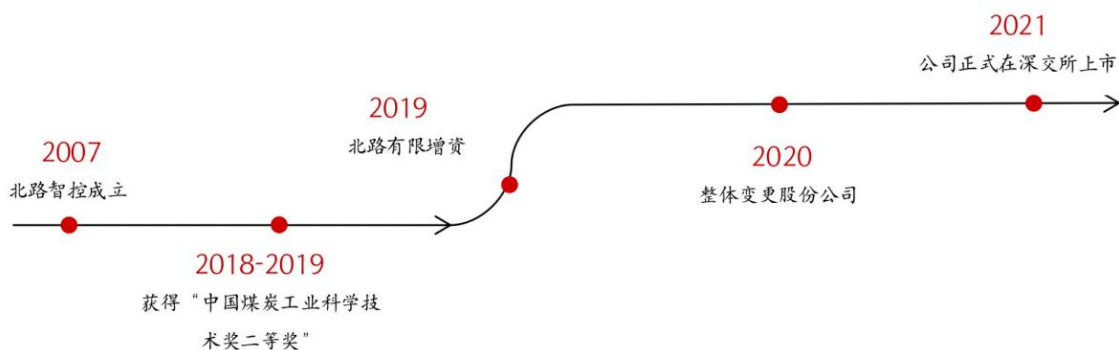 2007
北路智控成立
2018-2019
获得“中国煤炭工业科学技
术奖二等奖”
2019
北路有限增资
2020
整体变更股份公司
2021
公司正式在深交所上市